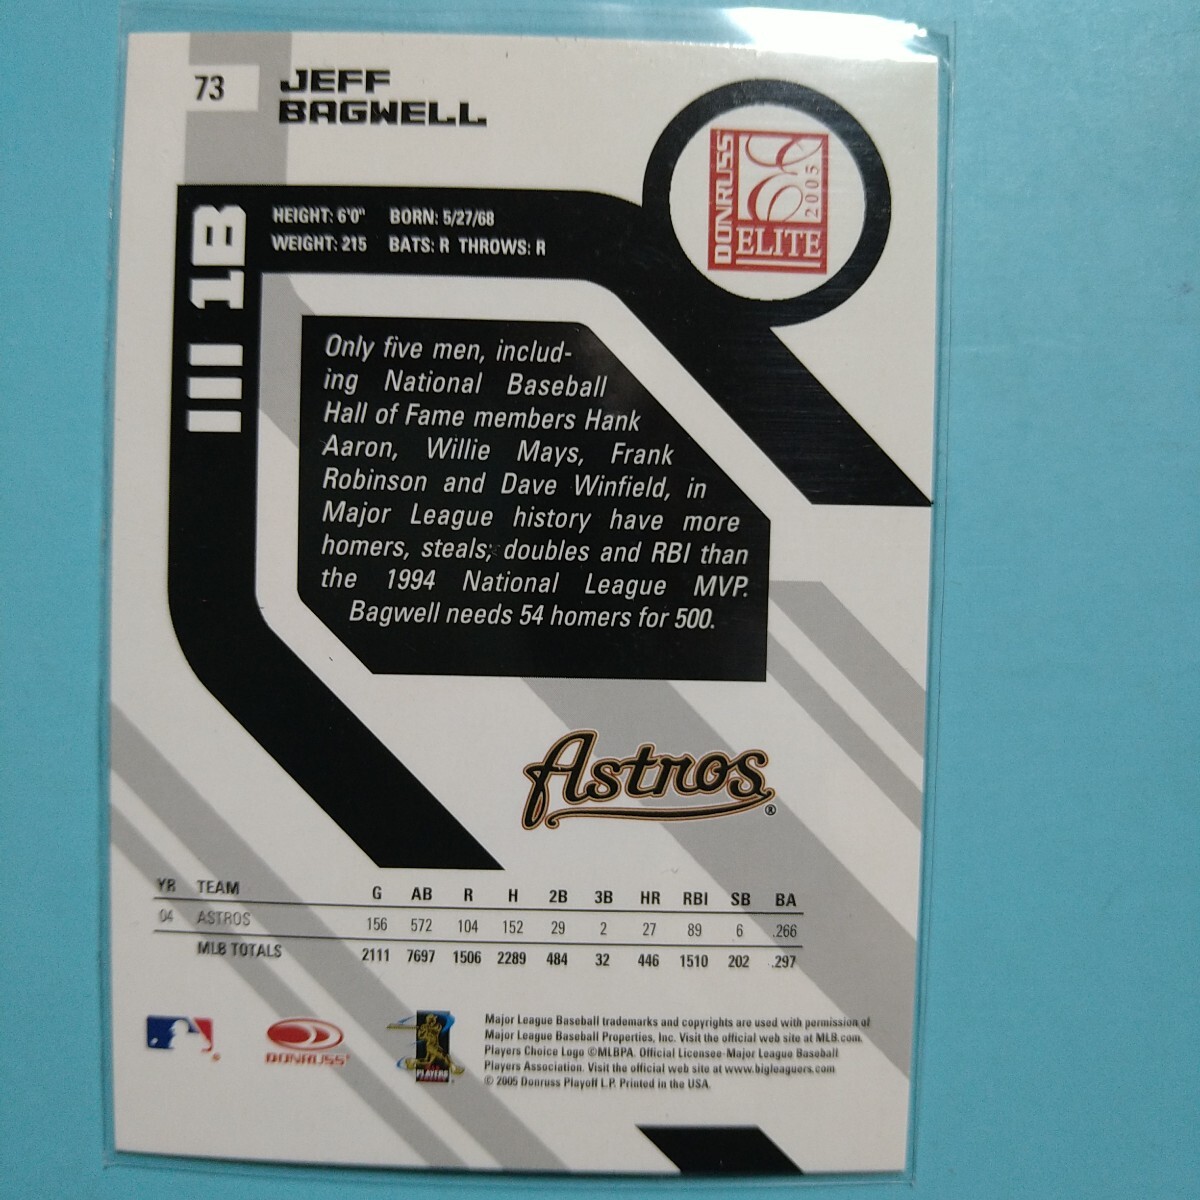 73
JEFF
BAGWELL
DONRUSS
ELITE
2005
1B
HEIGHT: 6'0" BORN: 5/27/68
WEIGHT: 215 BATS: R THROWS: R
Only five men, includ-
ing National Baseball
Hall of Fame members Hank
Aaron, Willie Mays, Frank
Robinson and Dave Winfield, in
Major League history have more
homers, steals, doubles and RBI than
the 1994 National League MVP.
Bagwell needs 54 homers for 500.
Astros®
YR TEAM G AB R H 2B 3B HR RBI SB BA
04 ASTROS 156 572 104 152 29 2 27 89 6 .266
MLB TOTALS 2111 7697 1506 2289 484 32 446 1510 202 .297
DONRUSS
PLAYERS
Major League Baseball trademarks and copyrights are used with permission of
Major League Baseball Properties, Inc. Visit the official web site at MLB.com.
Players Choice Logo ©MLBPA. Official Licensee-Major League Baseball
Players Association. Visit the official web site at www.bigleaguers.com
© 2005 Donruss Playoff L.P. Printed in the USA.